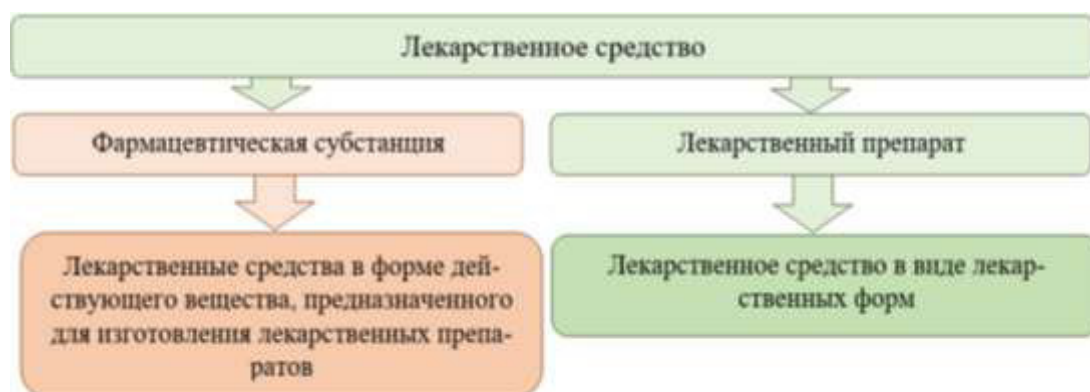 Лекарственное средство
Фармацевтическая субстанция
Лекарственный препарат
Лекарственные средства в форме дей-
ствующего вещества, предназначенного
для изготовления лекарственных препа-
ратов
Лекарственное средство в виде лекар-
ственных форм